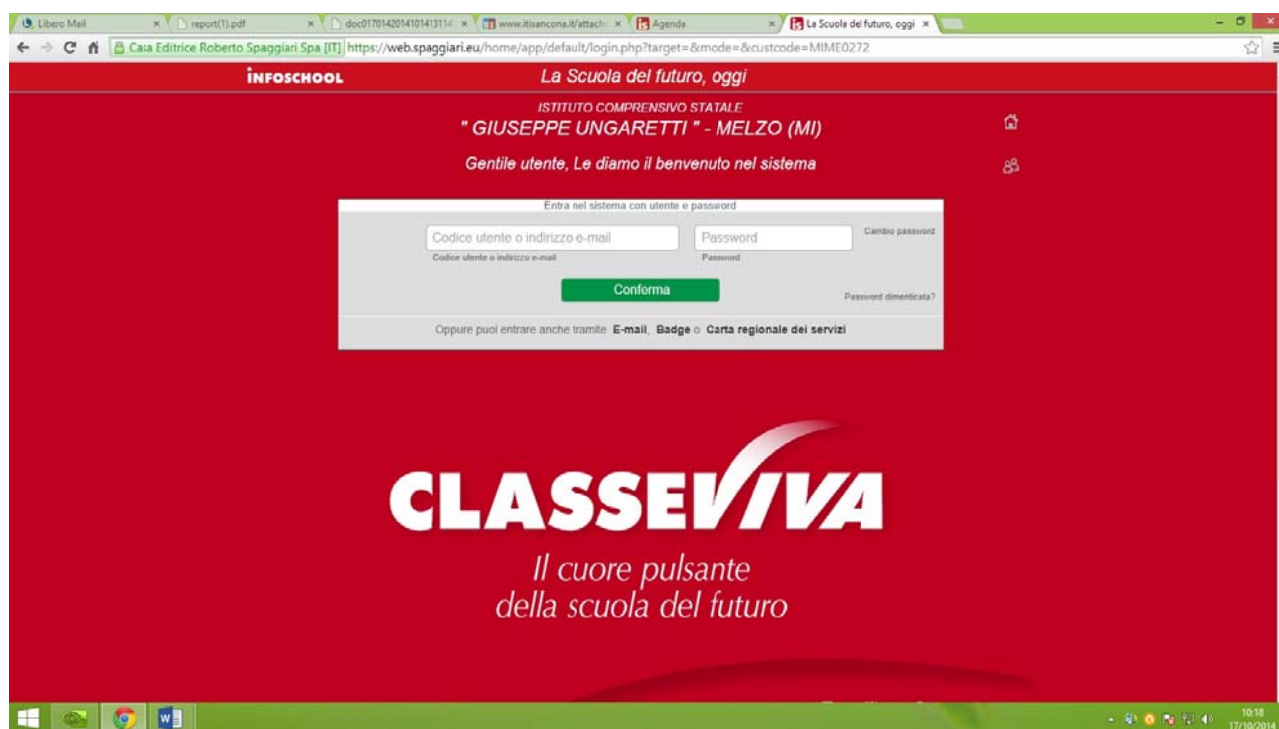 Libero Mail
report(1).pdf
doc0170142014101413114
www.itisancona.it/attach
Agenda
La Scuola del futuro, oggi
Casa Editrice Roberto Spaggiari Spa [IT] https://web.spaggiari.eu/home/app/default/login.php?target=&mode=&custcode=MIME0272
INFOSCHOOL
La Scuola del futuro, oggi
ISTITUTO COMPRENSIVO STATALE
" GIUSEPPE UNGARETTI " - MELZO (MI)
Gentile utente, Le diamo il benvenuto nel sistema
Entra nel sistema con utente e password
Codice utente o indirizzo e-mail
Password
Cambio password
Codice utente o indirizzo e-mail
Password
Conferma
Password dimenticata?
Oppure puoi entrare anche tramite E-mail, Badge o Carta regionale dei servizi
CLASSEVIVA
Il cuore pulsante
della scuola del futuro
10:18
17/10/2014